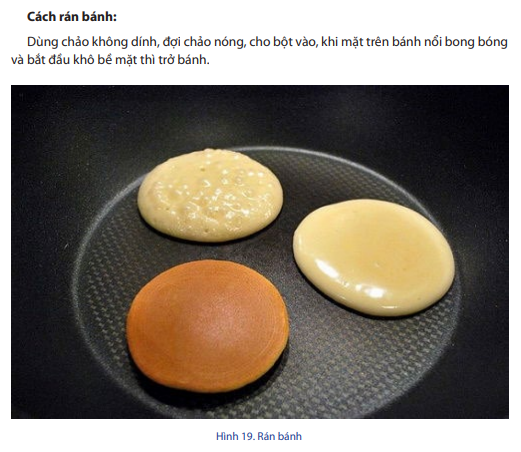 Cách rán bánh:
Dùng chảo không dính, đợi chảo nóng, cho bột vào, khi mặt trên bánh nổi bong bóng
và bắt đầu khô bề mặt thì trở bánh.
Hình 19. Rán bánh